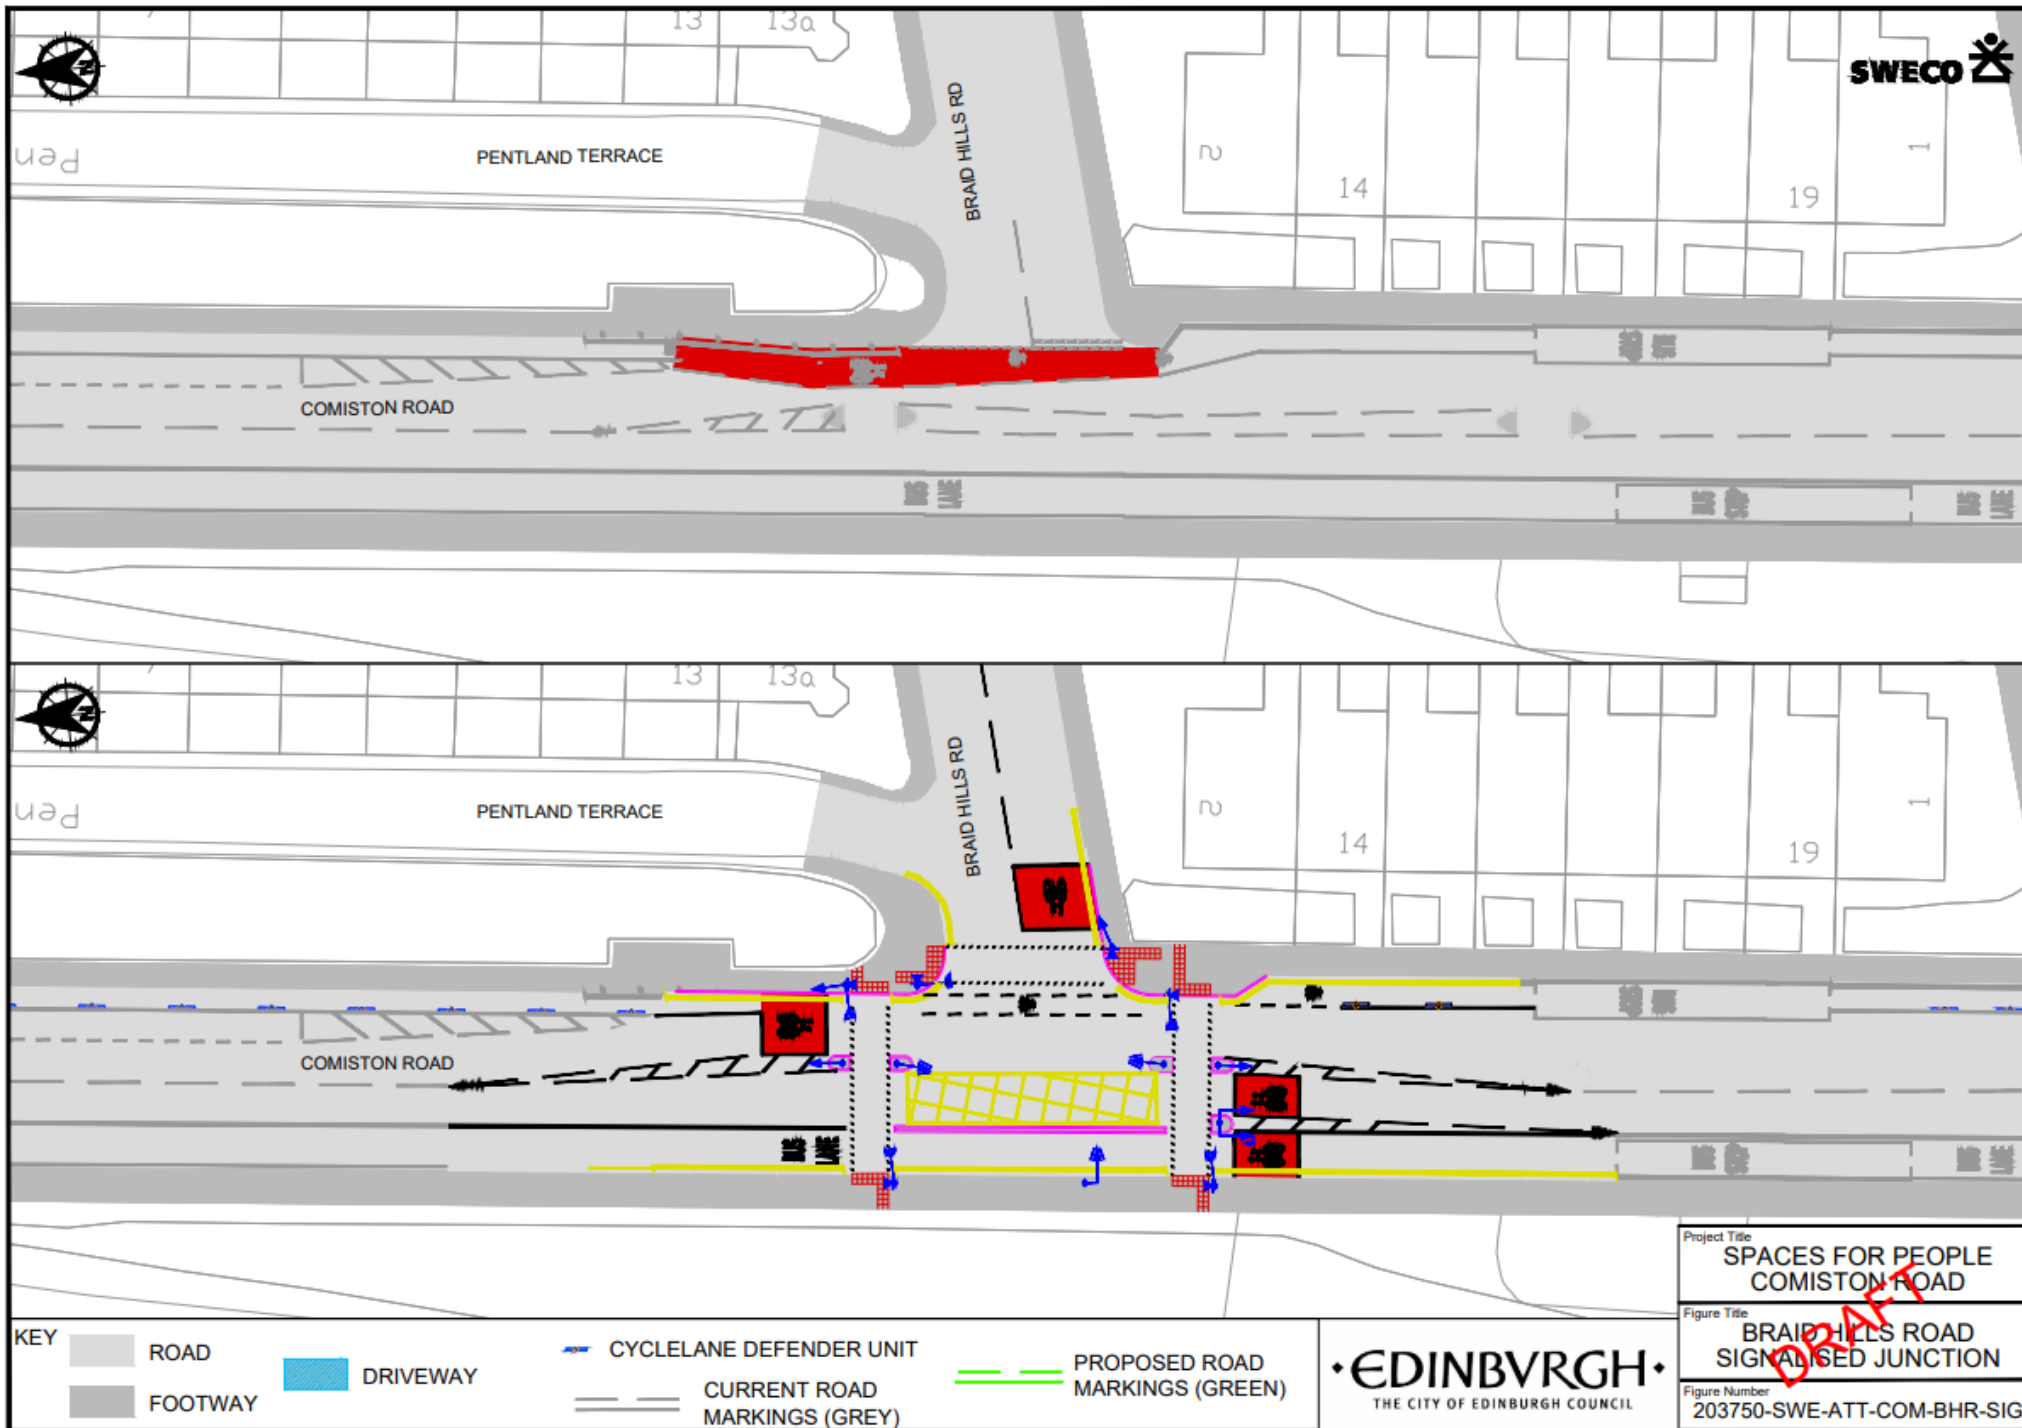 13 13a
N
SWECO
BRAID HILLS RD
Pen
PENTLAND TERRACE
2
14
19
1
BUS
STOP
COMISTON ROAD
BUS
LANE
BUS
STOP
BUS
LANE
13 13a
N
BRAID HILLS RD
Pen
PENTLAND TERRACE
2
14
19
1
COMISTON ROAD
BUS
LANE
BUS
STOP
BUS
LANE
Project Title
SPACES FOR PEOPLE
COMISTON ROAD
Figure Title
BRAID HILLS ROAD
SIGNALISED JUNCTION
DRAFT
Figure Number
203750-SWE-ATT-COM-BHR-SIG
KEY
ROAD
FOOTWAY
DRIVEWAY
CYCLELANE DEFENDER UNIT
CURRENT ROAD
MARKINGS (GREY)
PROPOSED ROAD
MARKINGS (GREEN)
•EDINBVRGH•
THE CITY OF EDINBURGH COUNCIL